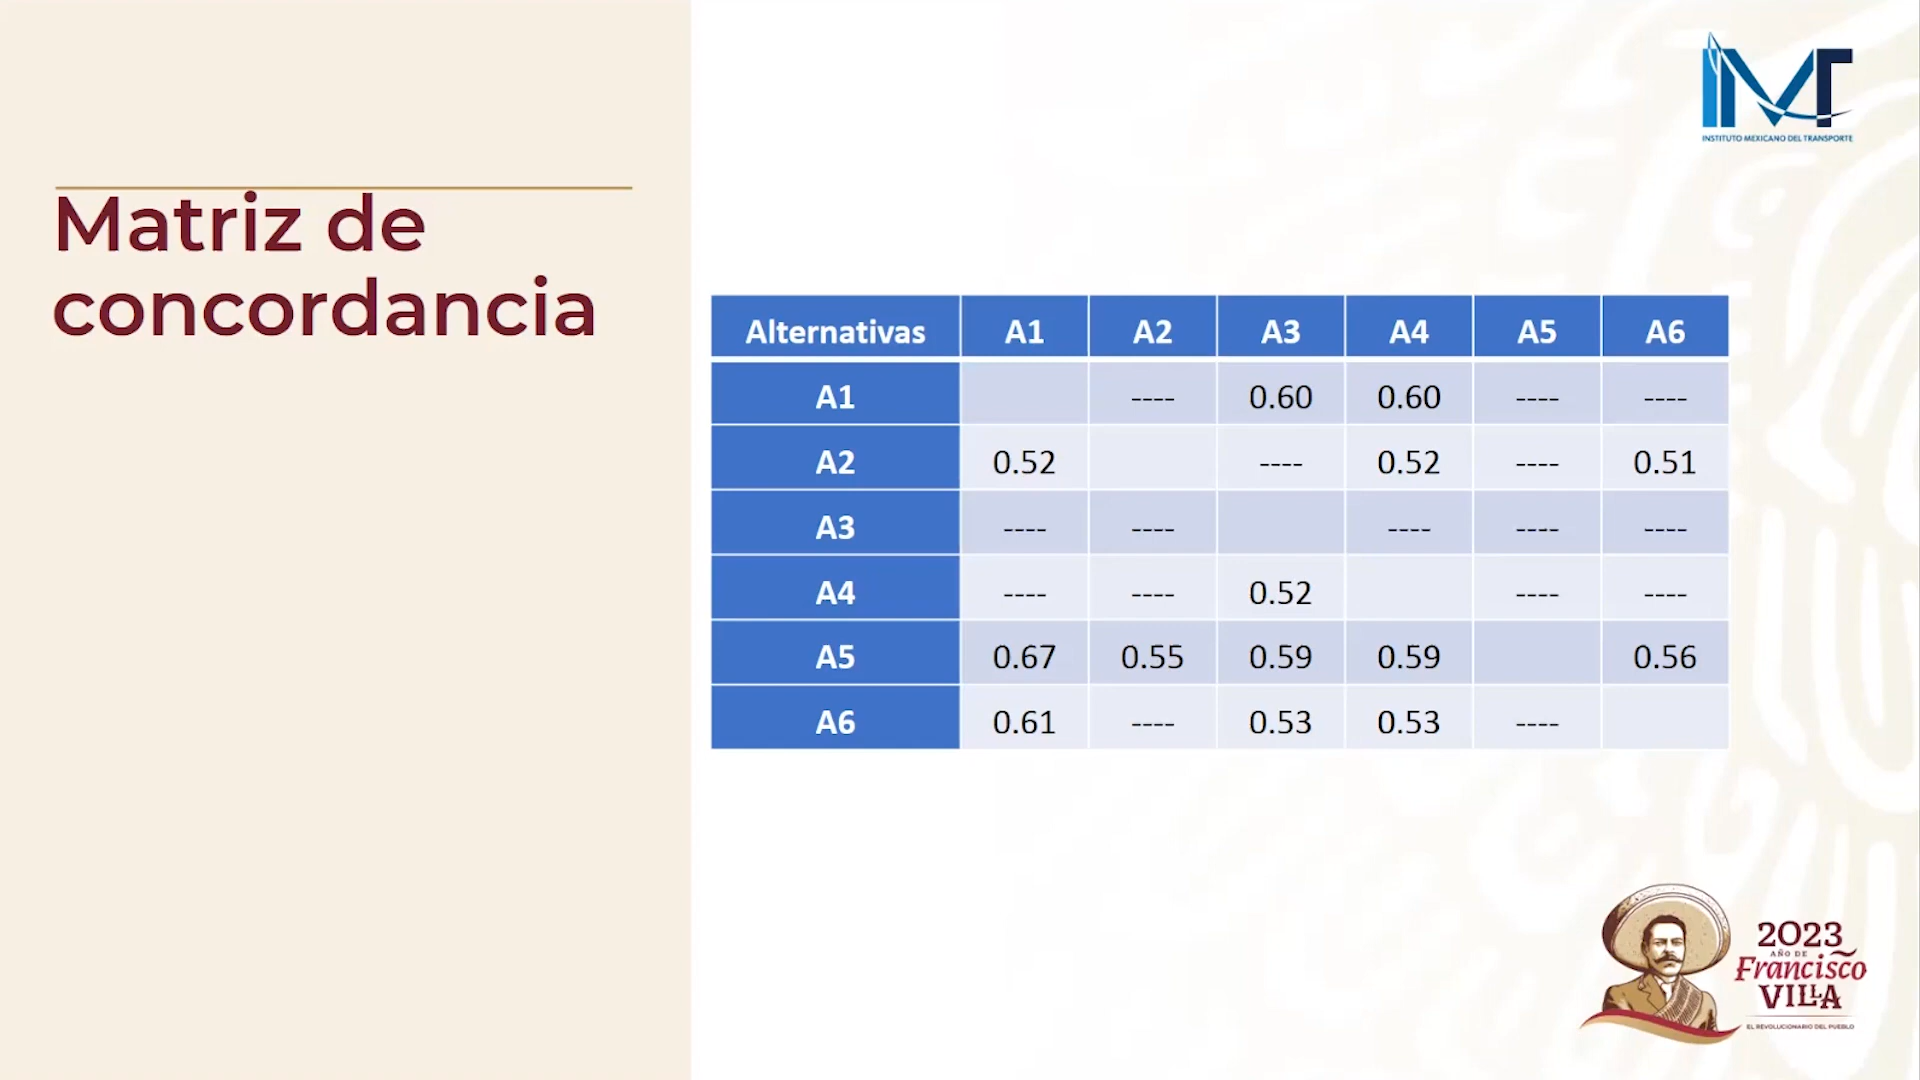 Matriz de
concordancia
INSTITUTO MEXICANO DEL TRANSPORTE
Alternativas A1 A2 A3 A4 A5 A6
A1 ---- 0.60 0.60 ---- ----
A2 0.52 ---- 0.52 ---- 0.51
A3 ---- ---- ---- ---- ----
A4 ---- ---- 0.52 ---- ----
A5 0.67 0.55 0.59 0.59 0.56
A6 0.61 ---- 0.53 0.53 ----
2023
AÑO DE
Francisco
VILLA
EL REVOLUCIONARIO DEL PUEBLO